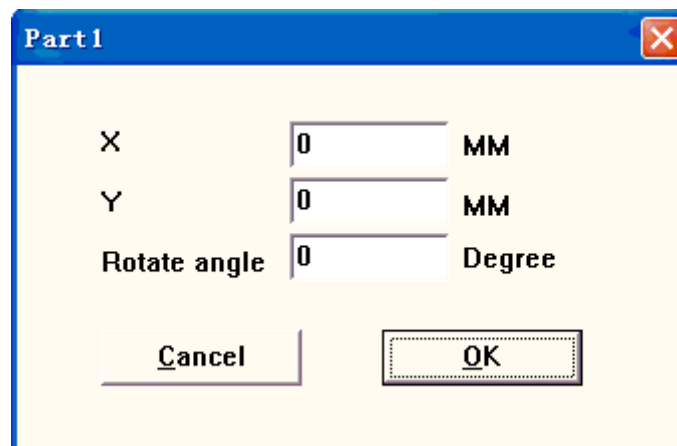 Part1
X 0 MM
Y 0 MM
Rotate angle 0 Degree
Cancel OK